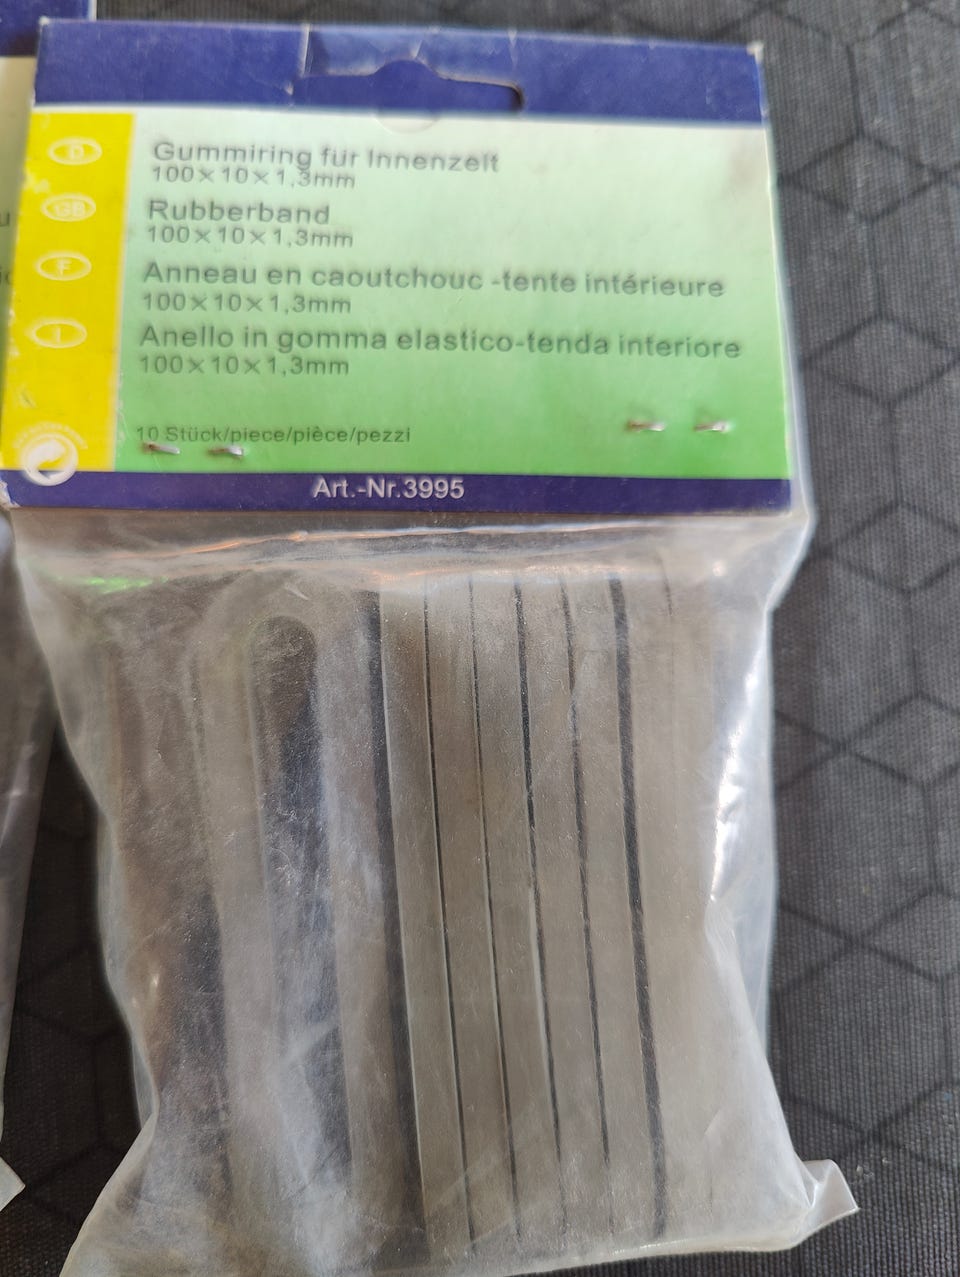 D
Gummiring für Innenzelt
100×10×1,3mm
GB
Rubberband
100×10×1,3mm
F
Anneau en caoutchouc -tente intérieure
100×10×1,3mm
I
Anello in gomma elastico-tenda interiore
100×10×1,3mm
10 Stück/piece/pièce/pezzi
Art.-Nr.3995